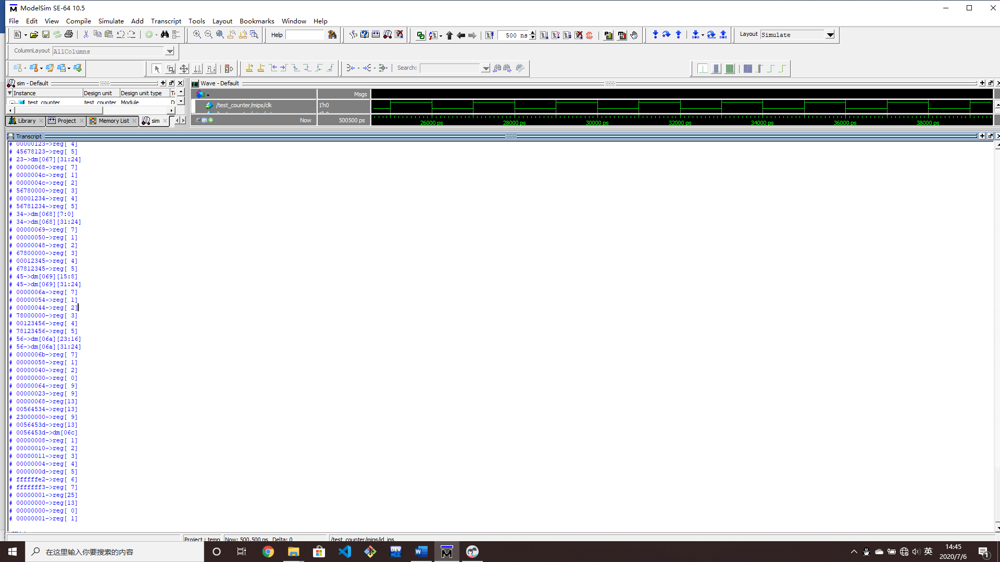 ModelSim SE-64 10.5
File Edit View Compile Simulate Add Transcript Tools Layout Bookmarks Window Help
Help 500 ns Layout Simulate
ColumnLayout AllColumns
Search:
sim - Default Wave - Default
Instance Design unit Design unit type Msgs
test_counter test_counter Module D /test_counter/mips/clk 1'h0
Library Project Memory List sim Now 500500 ps
26000 ps 28000 ps 30000 ps 32000 ps 34000 ps 36000 ps 38000 ps
Transcript
# 00000123->reg[ 4]
# 45678123->reg[ 5]
# 23->dm[067][31:24]
# 00000068->reg[ 7]
# 0000004c->reg[ 1]
# 0000004c->reg[ 2]
# 56780000->reg[ 3]
# 00001234->reg[ 4]
# 56781234->reg[ 5]
# 34->dm[068][7:0]
# 34->dm[068][31:24]
# 00000069->reg[ 7]
# 00000050->reg[ 1]
# 00000048->reg[ 2]
# 67800000->reg[ 3]
# 00012345->reg[ 4]
# 67812345->reg[ 5]
# 45->dm[069][15:8]
# 45->dm[069][31:24]
# 0000006a->reg[ 7]
# 00000054->reg[ 1]
# 00000044->reg[ 2]
# 78000000->reg[ 3]
# 00123456->reg[ 4]
# 78123456->reg[ 5]
# 56->dm[06a][23:16]
# 56->dm[06a][31:24]
# 0000006b->reg[ 7]
# 00000058->reg[ 1]
# 00000040->reg[ 2]
# 00000000->reg[ 0]
# 00000064->reg[ 9]
# 00000023->reg[ 9]
# 00000068->reg[13]
# 00564534->reg[13]
# 23000000->reg[ 9]
# 0056453d->reg[13]
# 0056453d->dm[06c]
# 00000008->reg[ 1]
# 00000010->reg[ 2]
# 00000011->reg[ 3]
# 00000004->reg[ 4]
# 0000000d->reg[ 5]
# ffffffe2->reg[ 6]
# fffffff3->reg[ 7]
# 00000001->reg[25]
# 00000000->reg[13]
# 00000000->reg[ 0]
# 00000001->reg[ 1]
Project : temp Now: 500,500 ps Delta: 0 /test_counter/mips/id_ins
在这里输入你要搜索的内容 英 14:45
2020/7/6